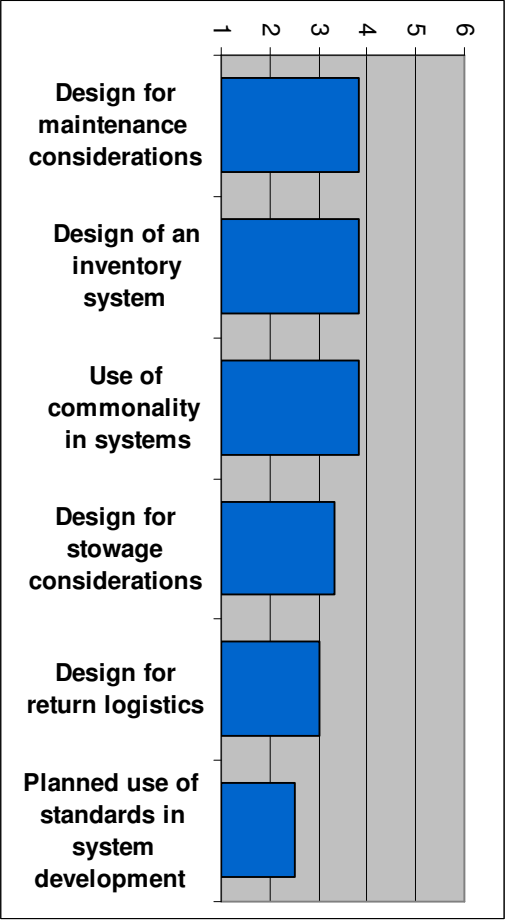 1
2
3
4
5
6
Design for
maintenance
considerations
Design of an
inventory
system
Use of
commonality
in systems
Design for
stowage
considerations
Design for
return logistics
Planned use of
standards in
system
development